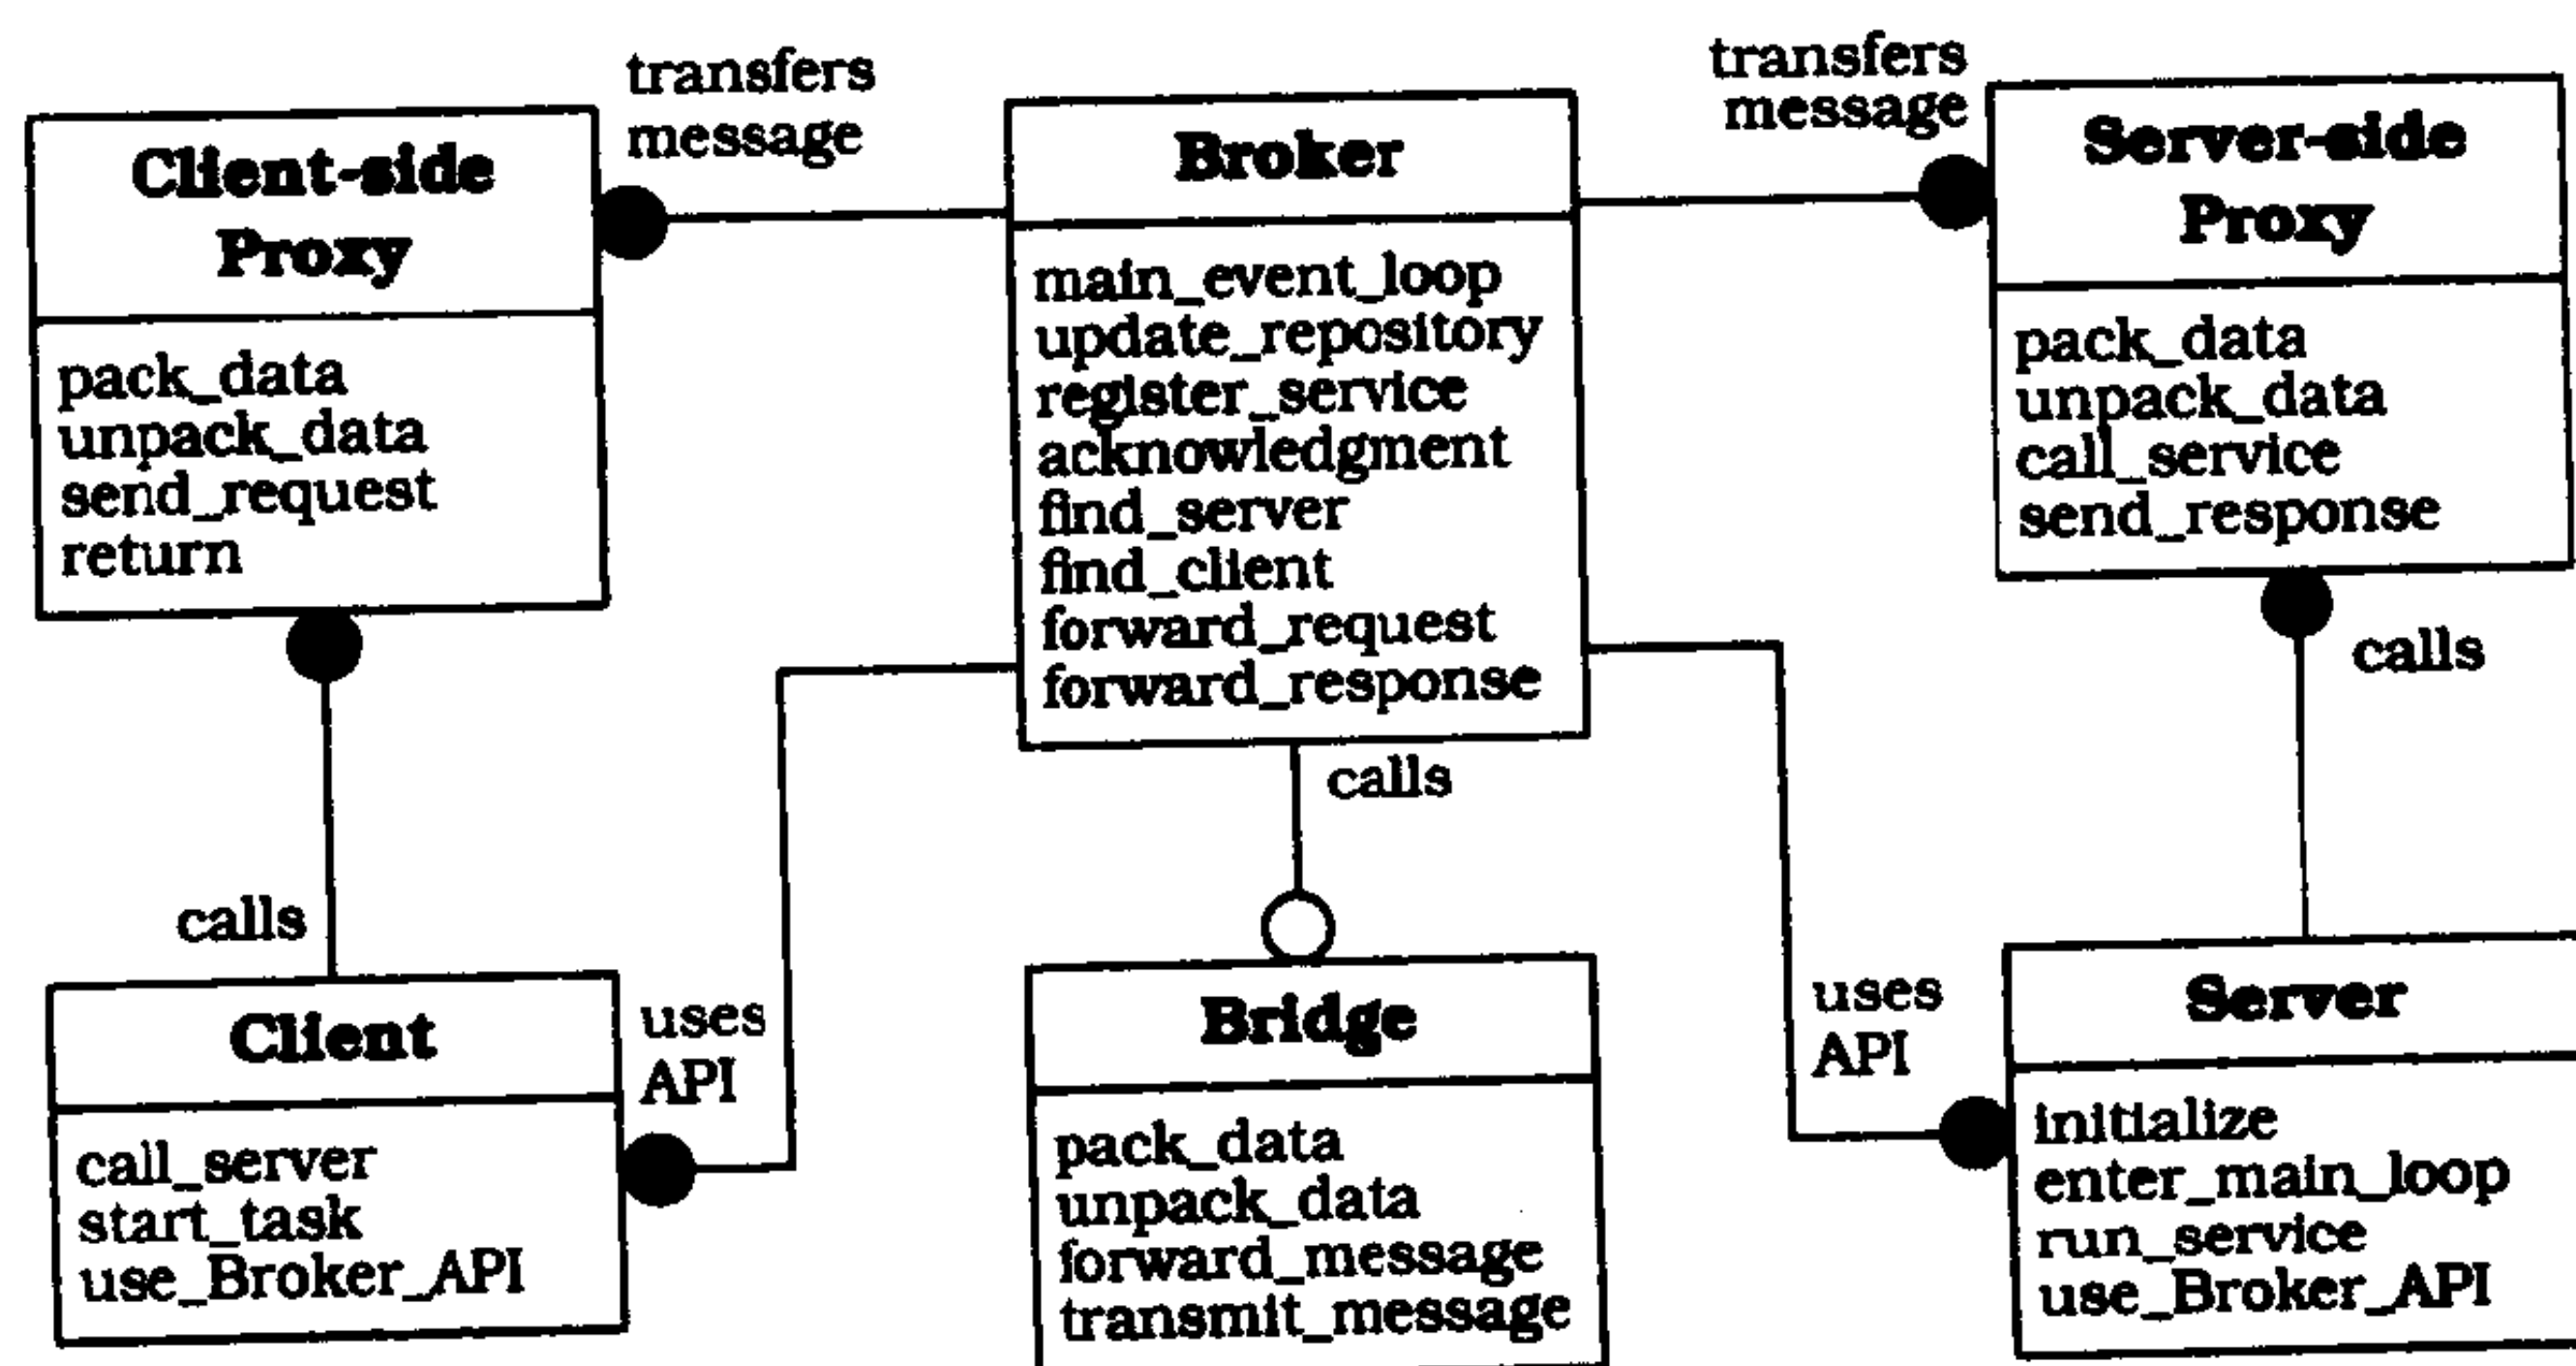 transfers
message
transfers
message
Client-side
Proxy
pack_data
unpack_data
send_request
return
Broker
main_event_loop
update_repository
register_service
acknowledgment
find_server
find_client
forward_request
forward_response
Server-side
Proxy
pack_data
unpack_data
call_service
send_response
calls
calls
calls
uses
API
uses
API
Client
call_server
start_task
use_Broker_API
Bridge
pack_data
unpack_data
forward_message
transmit_message
Server
initialize
enter_main_loop
run_service
use_Broker_API